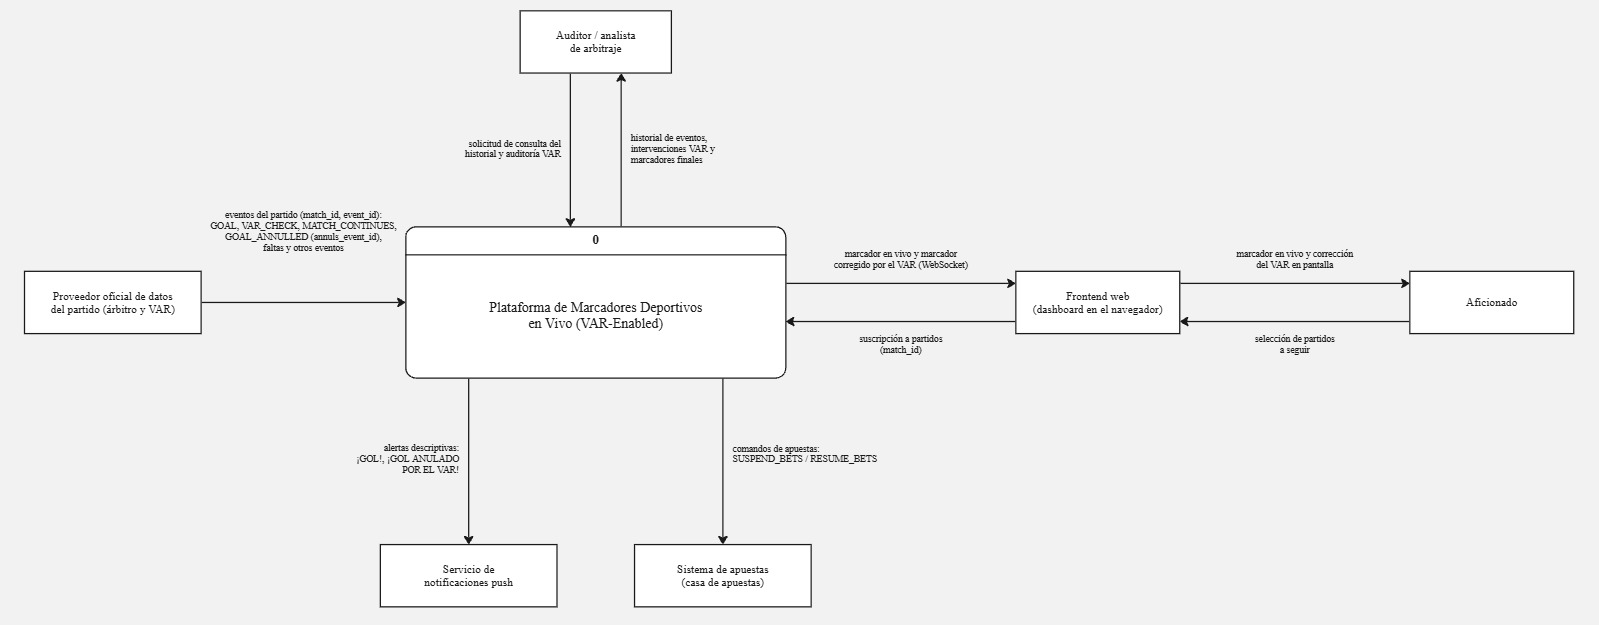 Auditor / analista
de arbitraje
solicitud de consulta del
historial y auditoría VAR
historial de eventos,
intervenciones VAR y
marcadores finales
eventos del partido (match_id, event_id):
GOAL, VAR_CHECK, MATCH_CONTINUES,
GOAL_ANNULLED (annuls_event_id),
faltas y otros eventos
Proveedor oficial de datos
del partido (árbitro y VAR)
0
Plataforma de Marcadores Deportivos
en Vivo (VAR-Enabled)
marcador en vivo y marcador
corregido por el VAR (WebSocket)
suscripción a partidos
(match_id)
Frontend web
(dashboard en el navegador)
marcador en vivo y corrección
del VAR en pantalla
selección de partidos
a seguir
Aficionado
alertas descriptivas:
¡GOL!, ¡GOL ANULADO
POR EL VAR!
comandos de apuestas:
SUSPEND_BETS / RESUME_BETS
Servicio de
notificaciones push
Sistema de apuestas
(casa de apuestas)